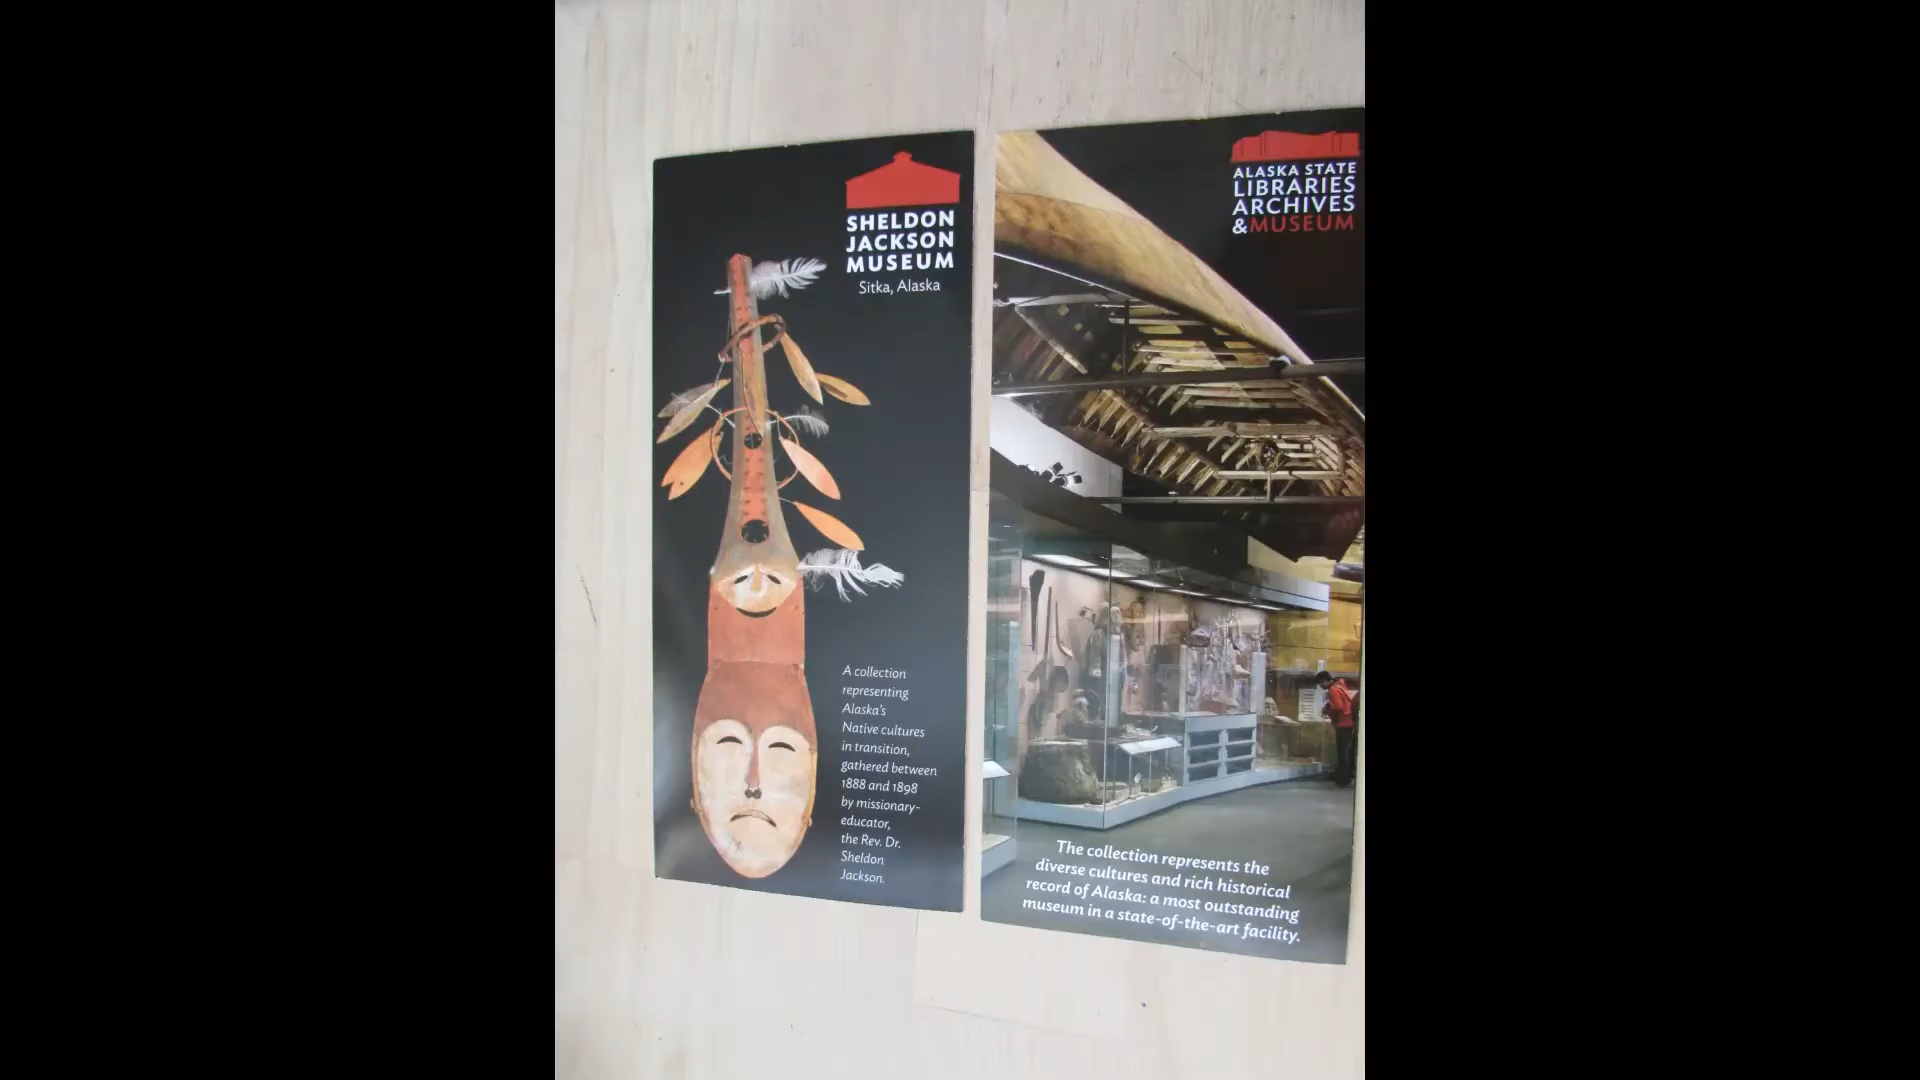 SHELDON
JACKSON
MUSEUM
Sitka, Alaska
A collection
representing
Alaska's
Native cultures
in transition,
gathered between
1888 and 1898
by missionary-
educator,
the Rev. Dr.
Sheldon
Jackson.
ALASKA STATE
LIBRARIES
ARCHIVES
&MUSEUM
The collection represents the
diverse cultures and rich historical
record of Alaska: a most outstanding
museum in a state-of-the-art facility.